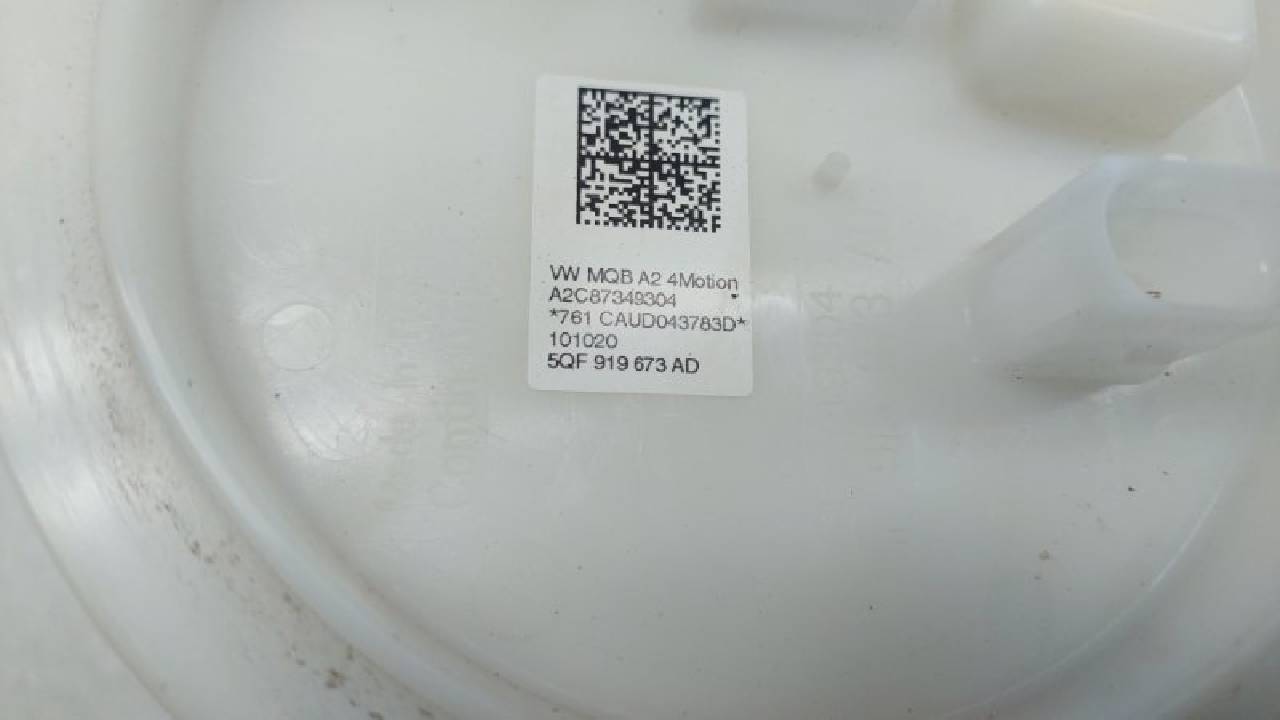 VW MQB A2 4Motion
A2C87349304
*761 CAUD043783D*
101020
5QF 919 673 AD